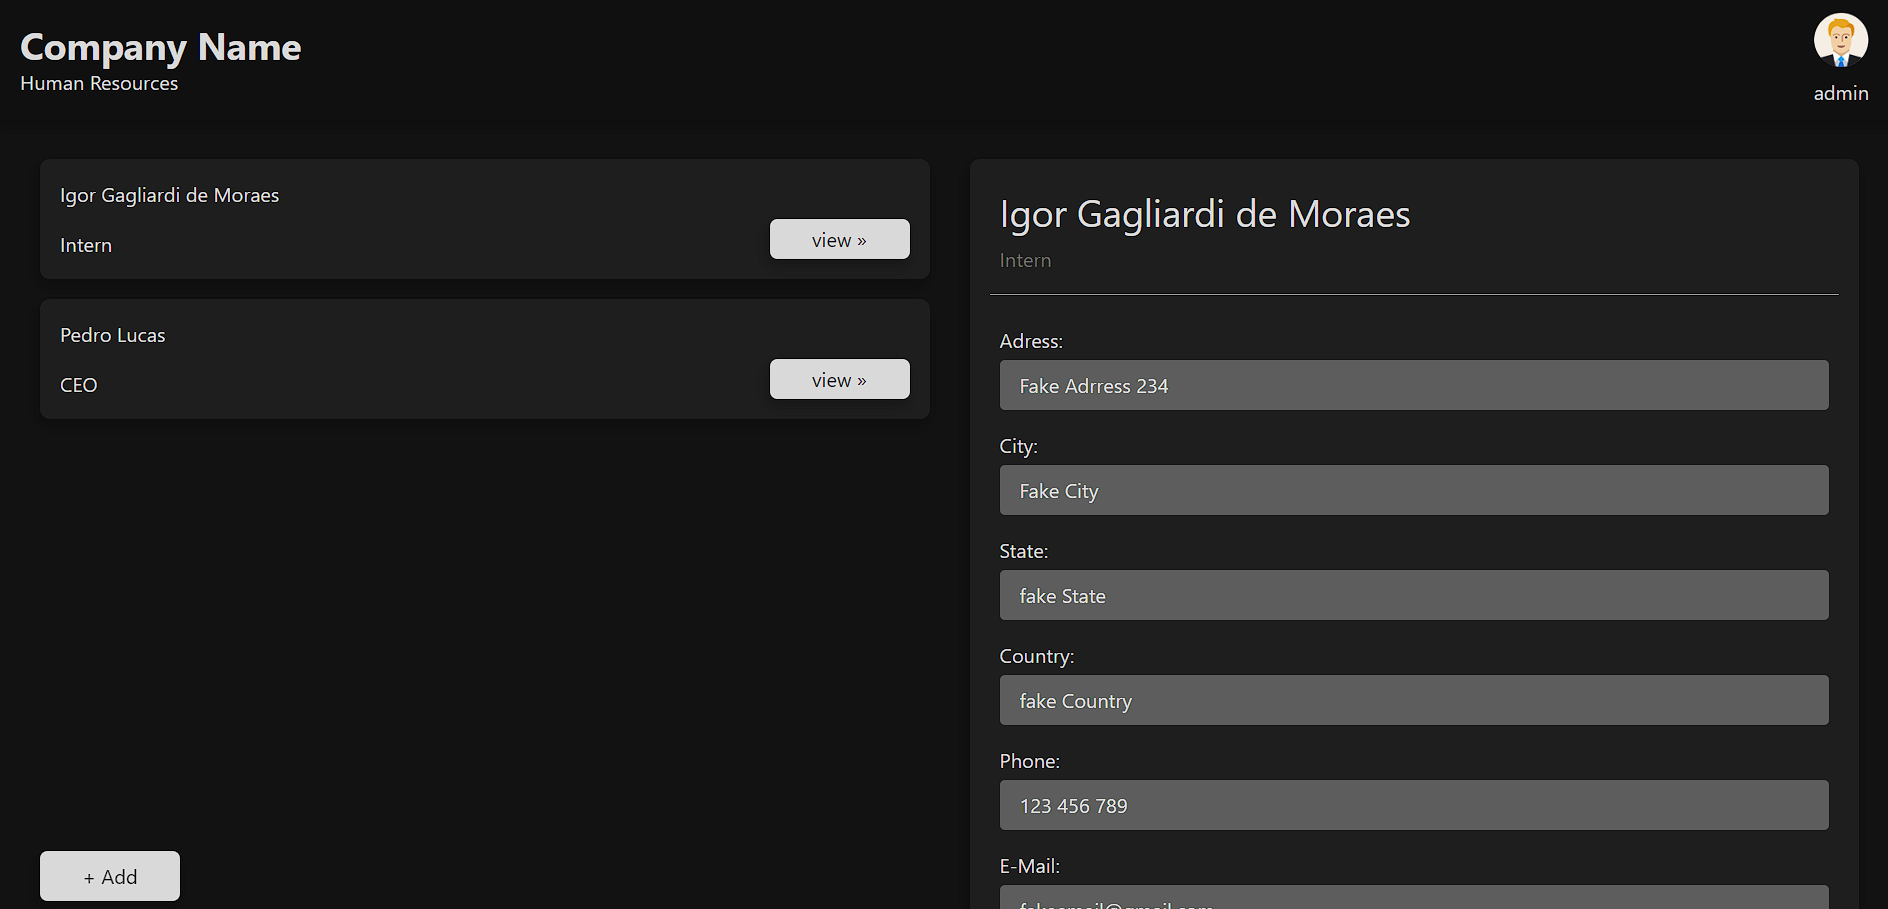 Company Name
Human Resources
admin
Igor Gagliardi de Moraes
Intern
view »
Pedro Lucas
CEO
view »
+ Add
Igor Gagliardi de Moraes
Intern
Adress:
Fake Adrress 234
City:
Fake City
State:
fake State
Country:
fake Country
Phone:
123 456 789
E-Mail: